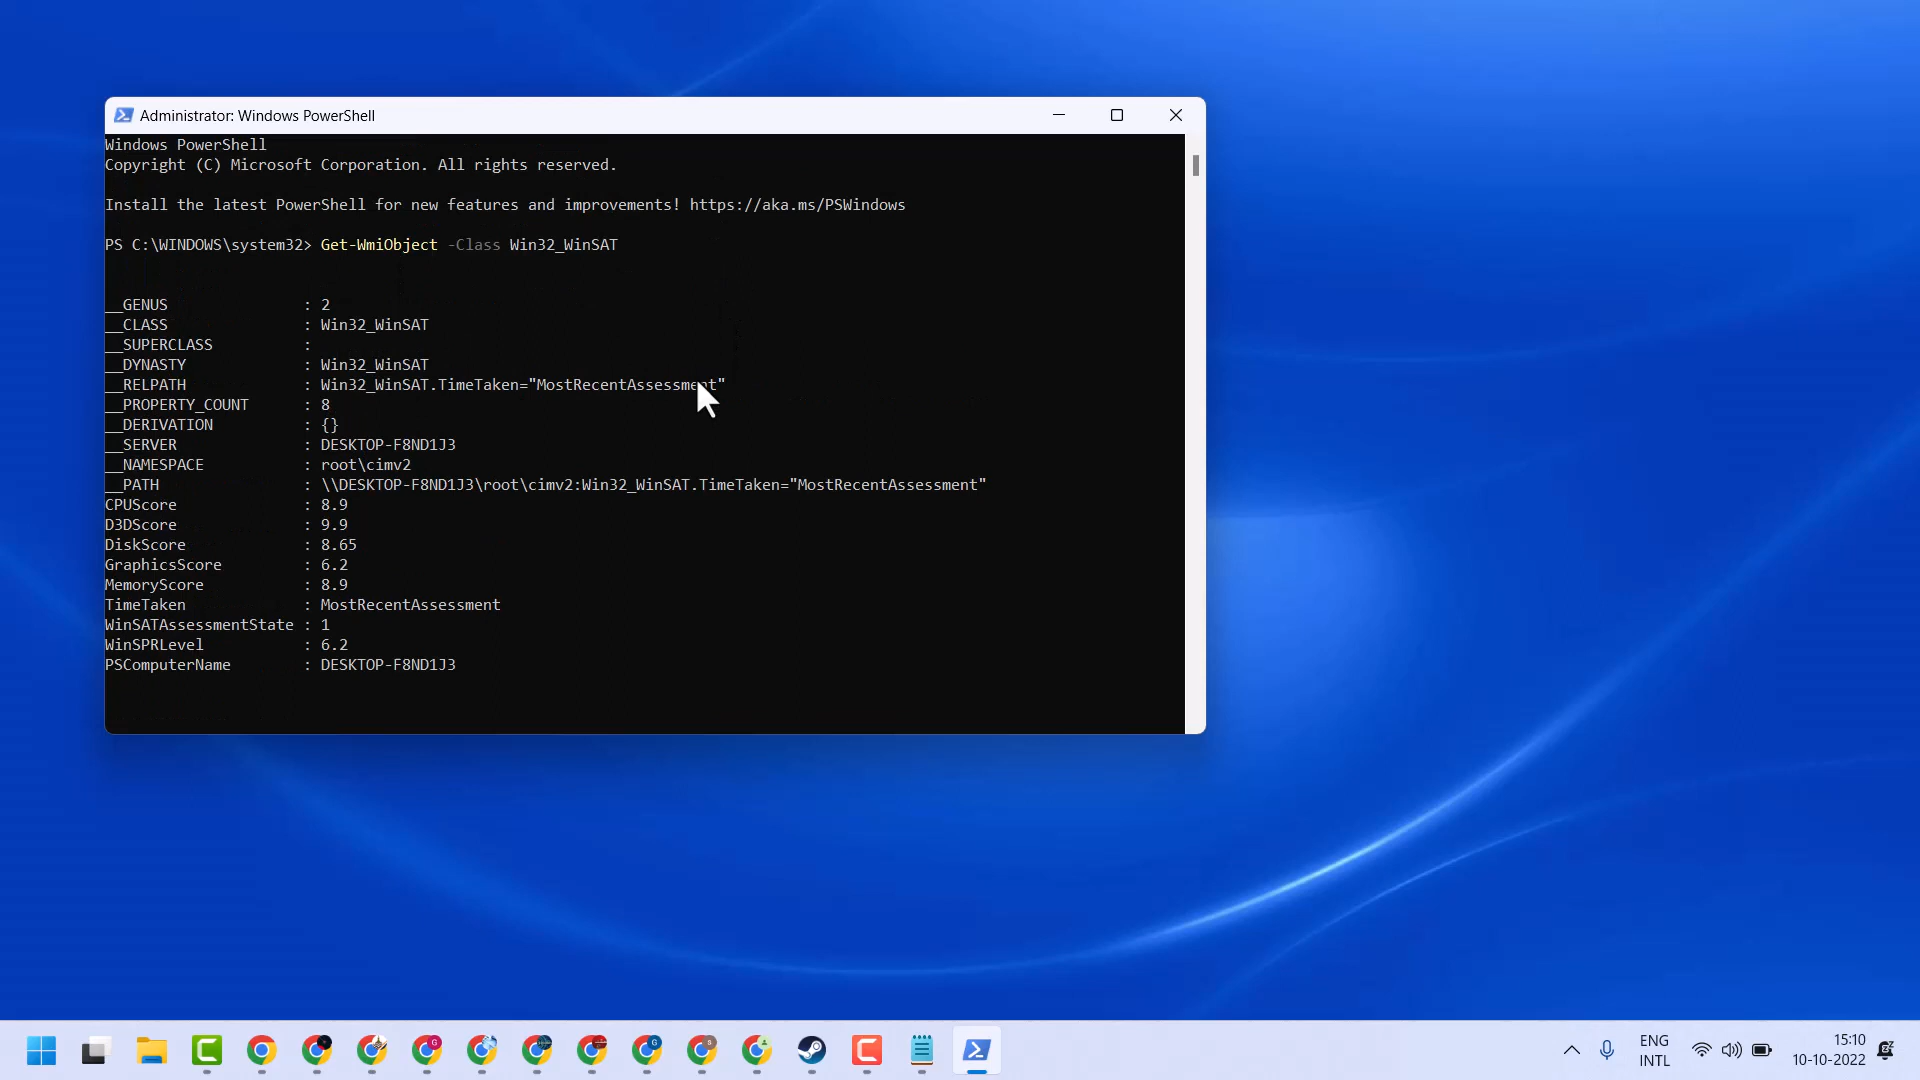 Administrator: Windows PowerShell
Windows PowerShell
Copyright (C) Microsoft Corporation. All rights reserved.
Install the latest PowerShell for new features and improvements! https://aka.ms/PSWindows
PS C:\WINDOWS\system32> Get-WmiObject -Class Win32_WinSAT
__GENUS : 2
__CLASS : Win32_WinSAT
__SUPERCLASS :
__DYNASTY : Win32_WinSAT
__RELPATH : Win32_WinSAT.TimeTaken="MostRecentAssessment"
__PROPERTY_COUNT : 8
__DERIVATION : {}
__SERVER : DESKTOP-F8ND1J3
__NAMESPACE : root\cimv2
__PATH : \\DESKTOP-F8ND1J3\root\cimv2:Win32_WinSAT.TimeTaken="MostRecentAssessment"
CPUScore : 8.9
D3DScore : 9.9
DiskScore : 8.65
GraphicsScore : 6.2
MemoryScore : 8.9
TimeTaken : MostRecentAssessment
WinSATAssessmentState : 1
WinSPRLevel : 6.2
PSComputerName : DESKTOP-F8ND1J3
ENG
INTL
15:10
10-10-2022